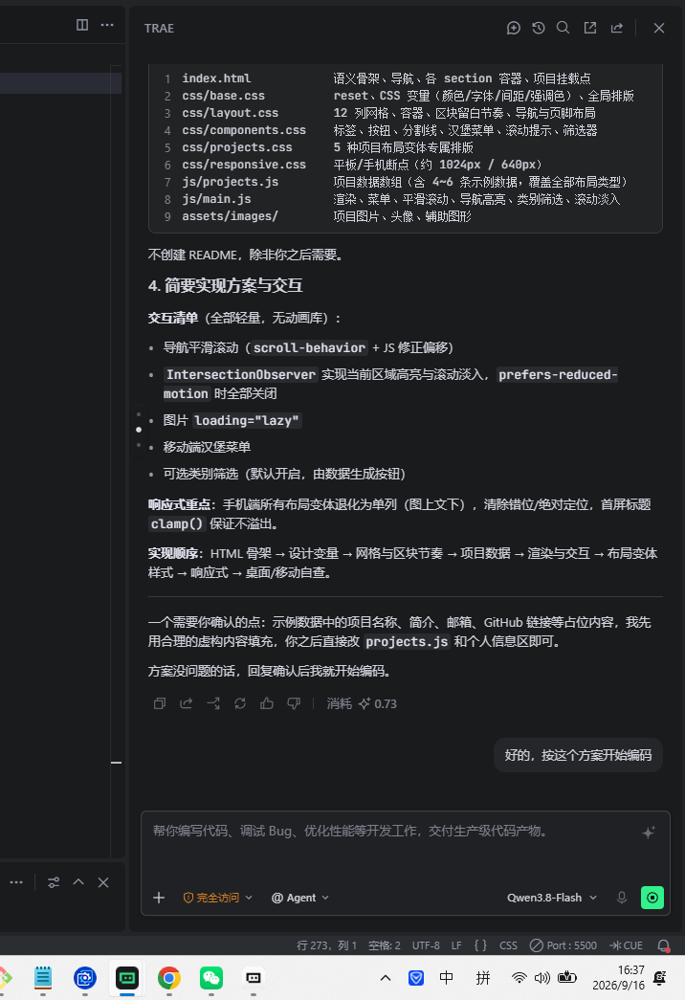 TRAE
1 index.html 语义骨架、导航、各 section 容器、项目挂载点
2 css/base.css reset、CSS 变量（颜色/字体/间距/强调色）、全局排版
3 css/layout.css 12 列网格、容器、区块留白节奏、导航与页脚布局
4 css/components.css 标签、按钮、分割线、汉堡菜单、滚动提示、筛选器
5 css/projects.css 5 种项目布局变体专属排版
6 css/responsive.css 平板/手机断点（约 1024px / 640px）
7 js/projects.js 项目数据数组（含 4~6 条示例数据，覆盖全部布局类型）
8 js/main.js 渲染、菜单、平滑滚动、导航高亮、类别筛选、滚动淡入
9 assets/images/ 项目图片、头像、辅助图形
不创建 README，除非你之后需要。
4. 简要实现方案与交互
交互清单（全部轻量，无动画库）：
• 导航平滑滚动（scroll-behavior + JS 修正偏移）
• IntersectionObserver 实现当前区域高亮与滚动淡入，prefers-reduced-
motion 时全部关闭
• 图片 loading="lazy"
• 移动端汉堡菜单
• 可选类别筛选（默认开启，由数据生成按钮）
响应式重点：手机端所有布局变体退化为单列（图上文下），清除错位/绝对定位，首屏标题
clamp() 保证不溢出。
实现顺序：HTML 骨架 → 设计变量 → 网格与区块节奏 → 项目数据 → 渲染与交互 → 布局变体
样式 → 响应式 → 桌面/移动自查。
一个需要你确认的点：示例数据中的项目名称、简介、邮箱、GitHub 链接等占位内容，我先
用合理的虚构内容填充，你之后直接改 projects.js 和个人信息区即可。
方案没问题的话，回复确认后我就开始编码。
消耗 0.73
好的，按这个方案开始编码
帮你编写代码、调试 Bug、优化性能等开发工作，交付生产级代码产物。
完全访问 @ Agent Qwen3.8-Flash
行 273，列 1 空格: 2 UTF-8 LF { } CSS Port : 5500 CUE
中 拼 16:37
2026/9/16